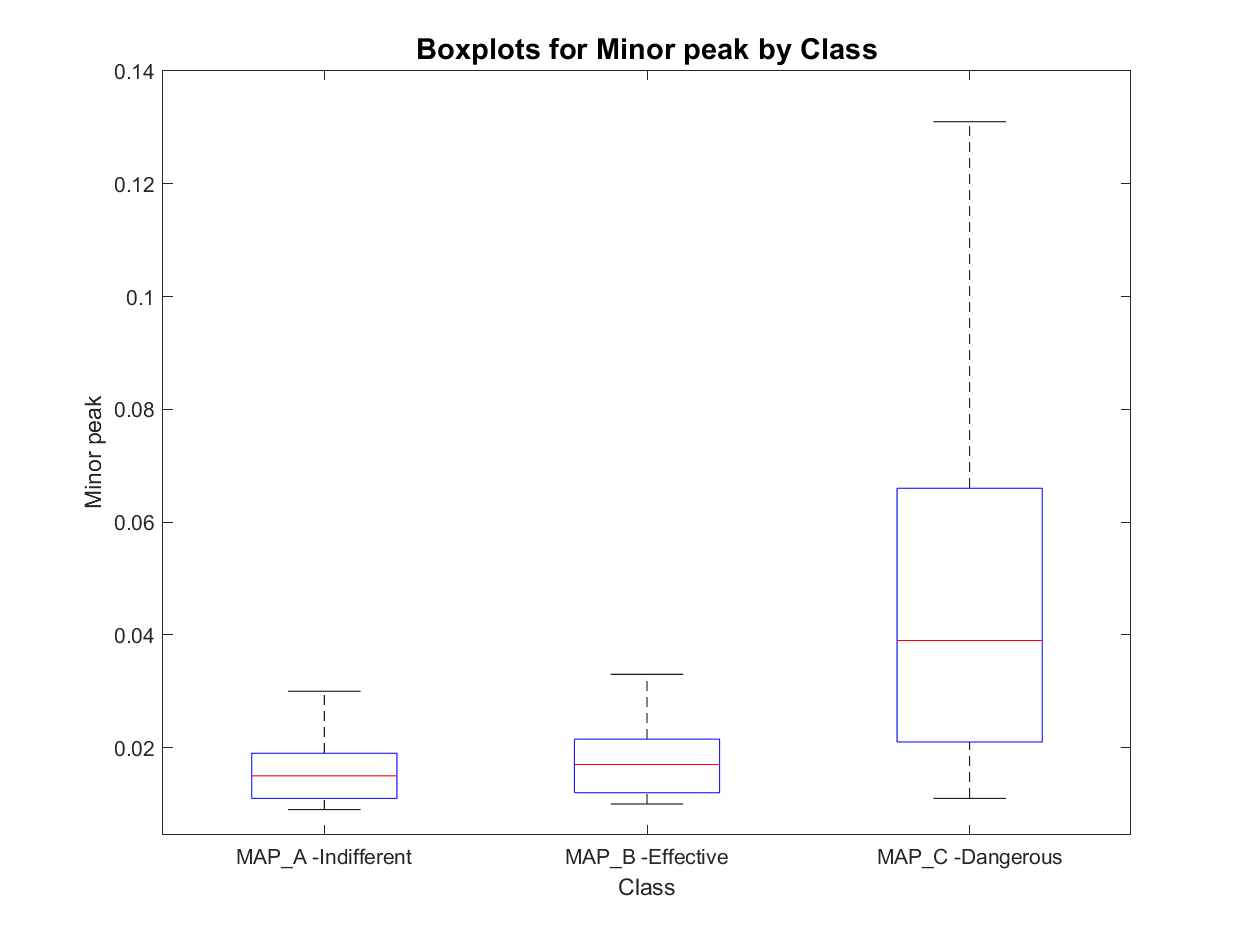 Boxplots for Minor peak by Class
0.14
0.12
0.1
0.08
0.06
0.04
0.02
Minor peak
MAP_A -Indifferent
MAP_B -Effective
MAP_C -Dangerous
Class